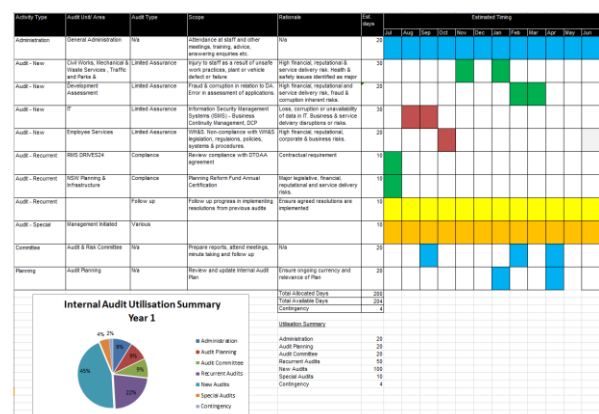 Activity Type Audit Unit/ Area Audit Type Scope Rationale Est. days Estimated Timing
Jul Aug Sep Oct Nov Dec Jan Feb Mar Apr May Jun
Administration General Administration N/a Attendance at staff and other meetings, training, advice, answering enquiries etc. N/a 20
Audit - New Civil Works, Mechanical & Waste Services , Traffic and Parks & Limited Assurance Injury to staff as a result of unsafe work practices, plant or vehicle defect or failure High financial, reputational & service delivery risk. Health & safety issues identified as major 30
Audit - New Development Assessment Limited Assurance Fraud & corruption in relation to DA. Error in assessment of applications. High financial, reputational and service delivery risk, fraud & corruption inherent risks. 20
Audit - New IT Limited Assurance Information Security Management Systems (ISMS) - Business Continuity Management, DCP Loss, corruption or unavailability of data in IT. Business & service delivery disruptions or risks. 30
Audit - New Employee Services Limited Assurance WH&S. Non-compliance with WH&S legislation, regulations, policies, systems & procedures. High financial, reputational, corporate & business risks. 20
Audit - Recurrent RMS DRIVES24 Compliance Review compliance with DTOAA agreement Contractual requirement 10
Audit - Recurrent NSW Planning & Infrastructure Compliance Planning Reform Fund Annual Certification Major legislative, financial, reputational and service delivery risks. 10
Audit - Recurrent Follow up Follow up progress in implementing resolutions from previous audits Ensure agreed resolutions are implemented
Audit - Special Management Initiated Various 10
Committee Audit & Risk Committee N/a Prepare reports, attend meetings, minute taking and follow up N/a 20
Planning Audit Planning N/a Review and update Internal Audit Plan Ensure ongoing currency and relevance of Plan 20
Total Allocated Days 200
Total Available Days 204
Contingency 4
Utilisation Summary
Administration 20
Audit Planning 20
Audit Committee 20
Recurrent Audits 50
New Audits 100
Special Audits 10
Contingency 4
Internal Audit Utilisation Summary
Year 1
4% 2%
9%
9%
9%
22%
45%
Administration
Audit Planning
Audit Committee
Recurrent Audits
New Audits
Special Audits
Contingency